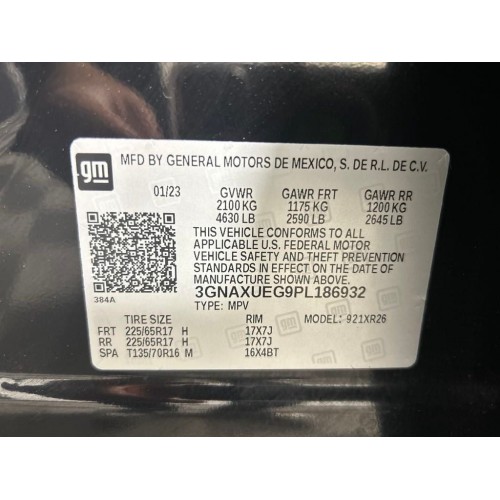 gm
MFD BY GENERAL MOTORS DE MEXICO, S. DE R.L. DE C.V.
01/23 GVWR GAWR FRT GAWR RR
2100 KG 1175 KG 1200 KG
4630 LB 2590 LB 2645 LB
THIS VEHICLE CONFORMS TO ALL
APPLICABLE U.S. FEDERAL MOTOR
VEHICLE SAFETY AND THEFT PREVENTION
STANDARDS IN EFFECT ON THE DATE OF
MANUFACTURE SHOWN ABOVE.
3GNAXUEG9PL186932
384A TYPE: MPV
TIRE SIZE RIM MODEL: 921XR26
FRT 225/65R17 H 17X7J
RR 225/65R17 H 17X7J
SPA T135/70R16 M 16X4BT